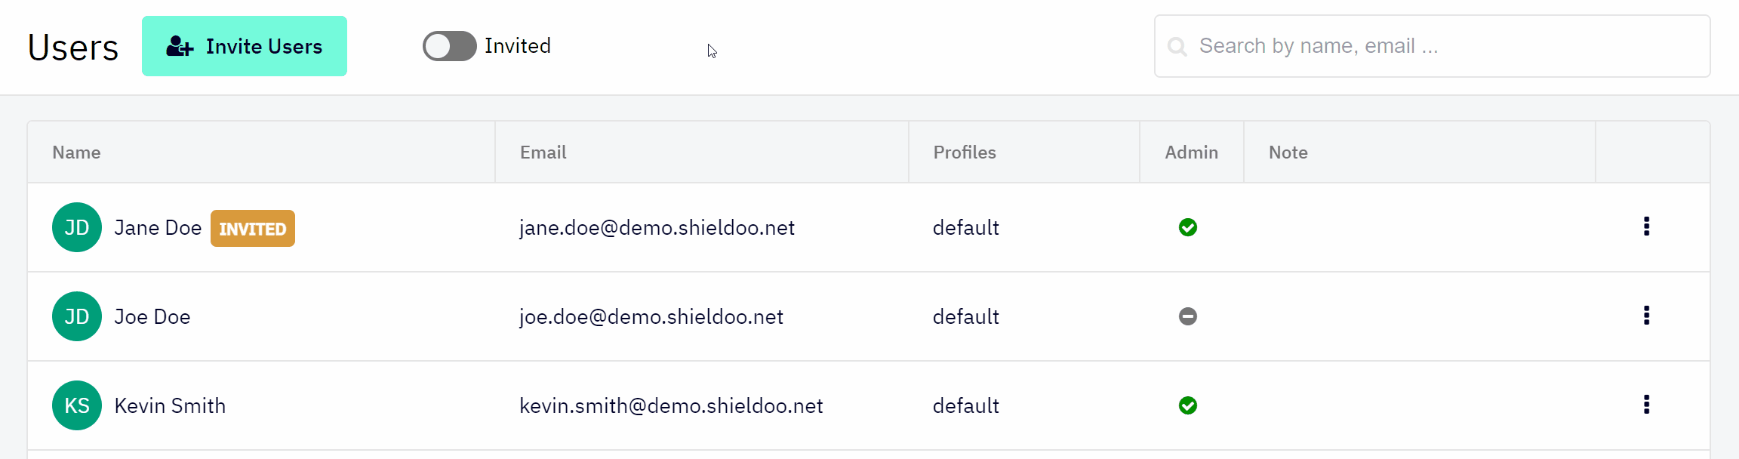 Users Invite Users Invited Search by name, email ...
Name Email Profiles Admin Note
JD Jane Doe INVITED jane.doe@demo.shieldoo.net default
JD Joe Doe joe.doe@demo.shieldoo.net default
KS Kevin Smith kevin.smith@demo.shieldoo.net default